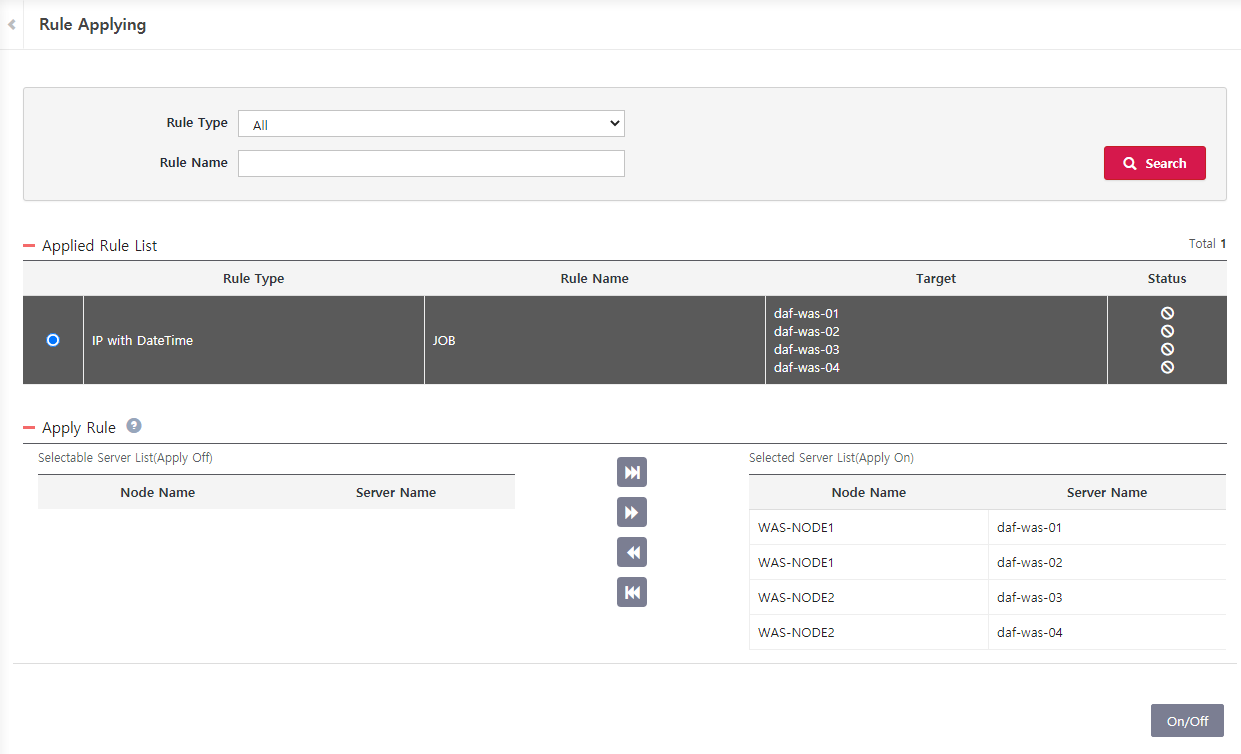 Rule Applying
Rule Type
All
Rule Name
Search
Applied Rule List
Total 1
Rule Type Rule Name Target Status
IP with DateTime JOB
daf-was-01
daf-was-02
daf-was-03
daf-was-04
Apply Rule ?
Selectable Server List(Apply Off)
Node Name Server Name
Selected Server List(Apply On)
Node Name Server Name
WAS-NODE1 daf-was-01
WAS-NODE1 daf-was-02
WAS-NODE2 daf-was-03
WAS-NODE2 daf-was-04
On/Off